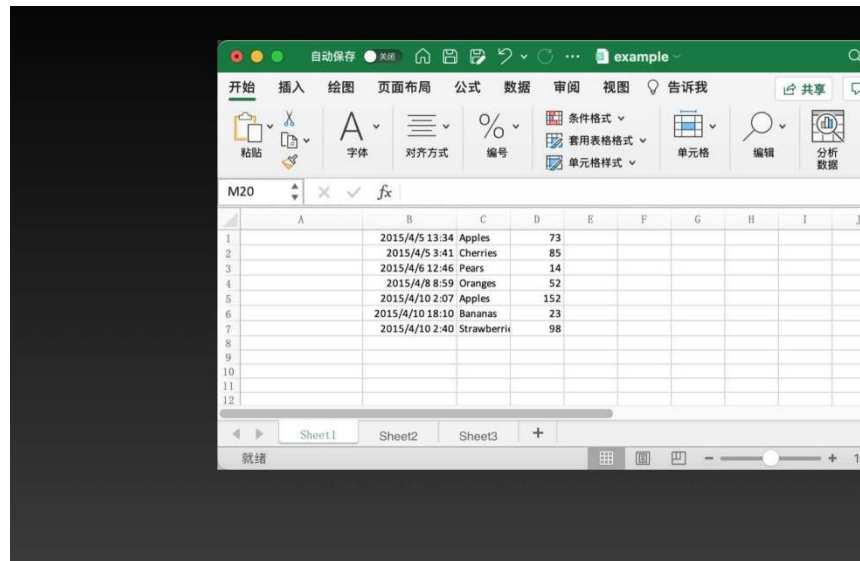 自动保存 关闭 example
开始 插入 绘图 页面布局 公式 数据 审阅 视图 告诉我 共享
粘贴 字体 对齐方式 编号 条件格式 套用表格格式 单元格样式 单元格 编辑 分析数据
M20 fx
A B C D E F G H I J
1 2015/4/5 13:34 Apples 73
2 2015/4/5 3:41 Cherries 85
3 2015/4/6 12:46 Pears 14
4 2015/4/8 8:59 Oranges 52
5 2015/4/10 2:07 Apples 152
6 2015/4/10 18:10 Bananas 23
7 2015/4/10 2:40 Strawberri 98
8
9
10
11
12
Sheet1 Sheet2 Sheet3 +
就绪 - + 1